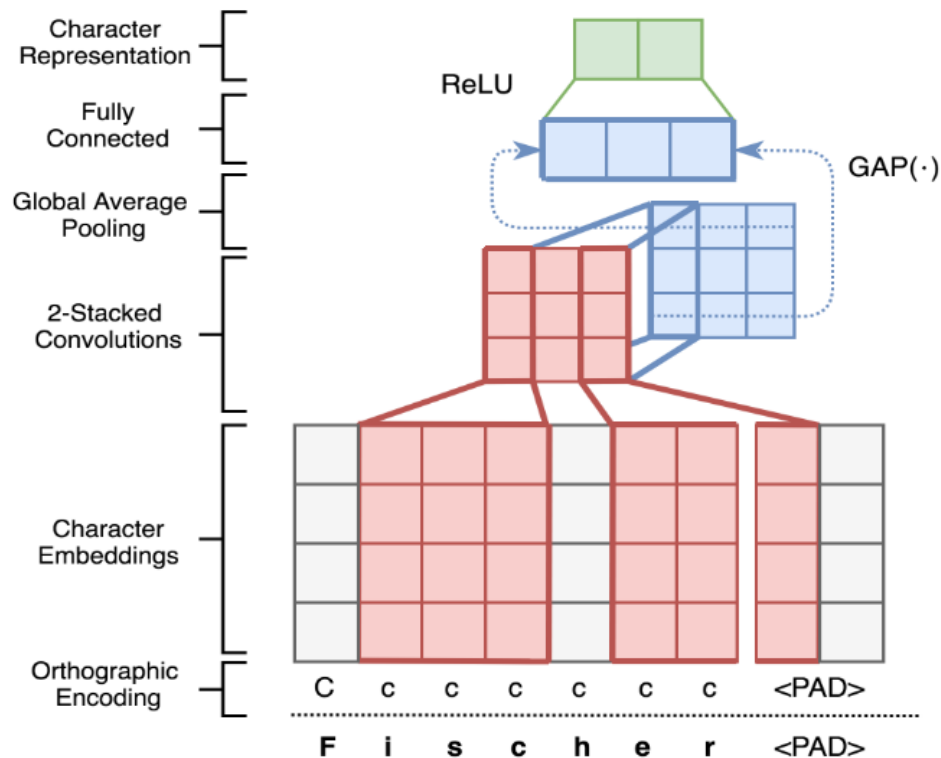 Character
Representation
ReLU
Fully
Connected
GAP(·)
Global Average
Pooling
2-Stacked
Convolutions
Character
Embeddings
Orthographic
Encoding
C c c c c c c <PAD>
F i s c h e r <PAD>